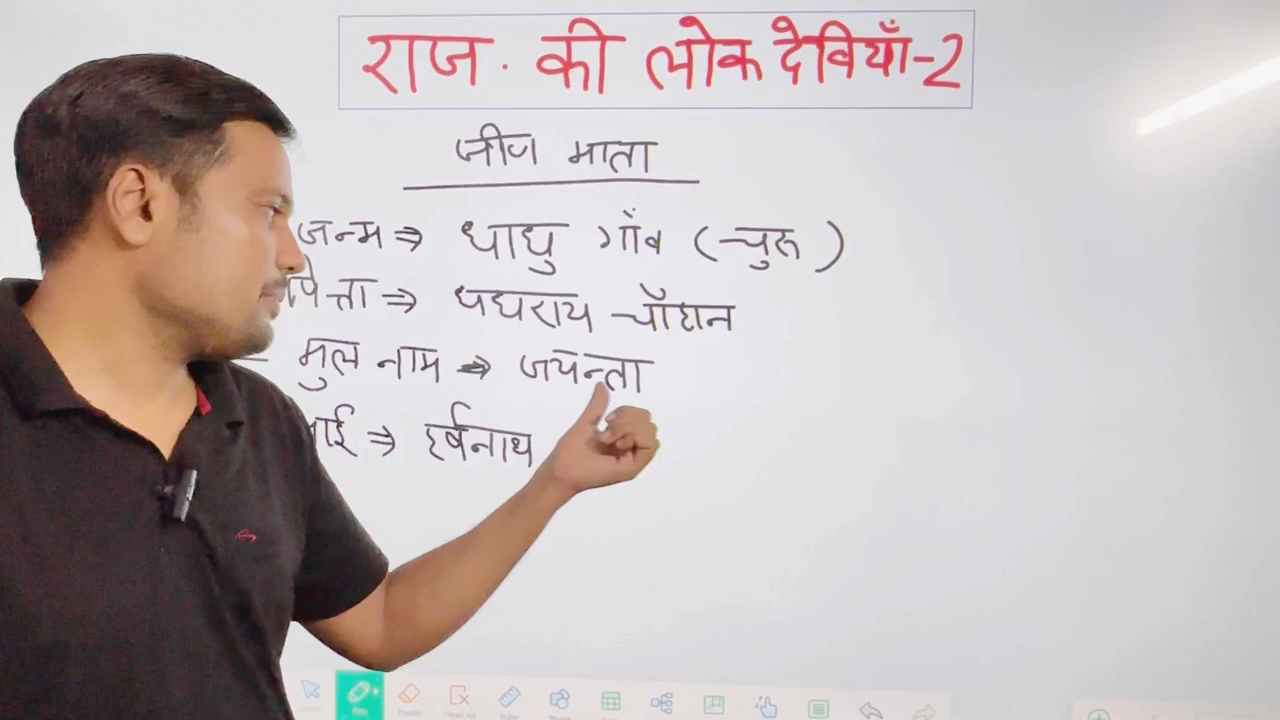 राज. की लोक देवियाँ-2
जीण माता
जन्म ⇒ धाधु गाँव (चुरू)
पित्ता ⇒ धधराय चौहान
मुल नाम ⇒ जयन्ता
भाई ⇒ हर्षनाथ